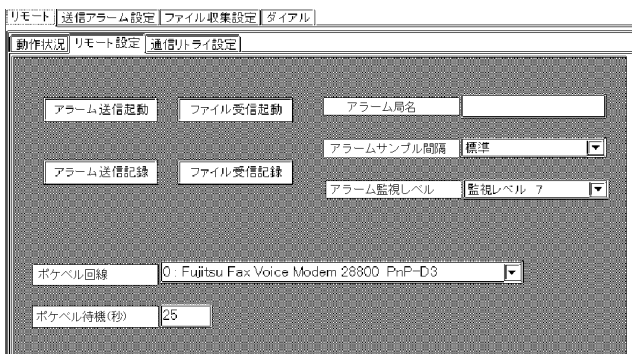 リモート 送信アラーム設定 ファイル収集設定 ダイアル
動作状況 リモート設定 通信リトライ設定
アラーム送信起動 ファイル受信起動 アラーム局名
アラームサンプル間隔 標準
アラーム送信記録 ファイル受信記録
アラーム監視レベル 監視レベル 7
ポケベル回線 0 : Fujitsu Fax Voice Modem 28800 PnP-D3
ポケベル待機(秒) 25